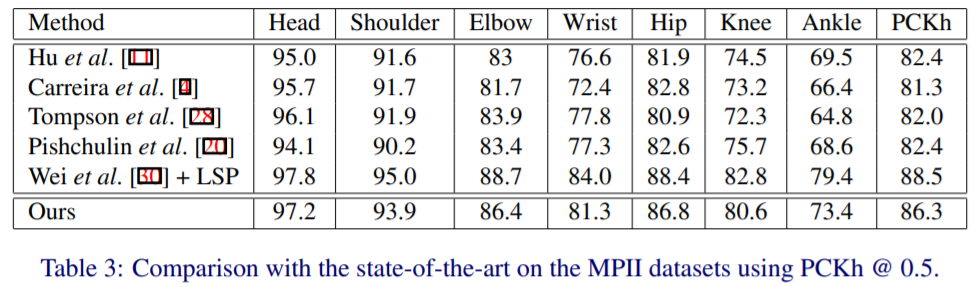 Method Head Shoulder Elbow Wrist Hip Knee Ankle PCKh
Hu et al. [11] 95.0 91.6 83 76.6 81.9 74.5 69.5 82.4
Carreira et al. [4] 95.7 91.7 81.7 72.4 82.8 73.2 66.4 81.3
Tompson et al. [28] 96.1 91.9 83.9 77.8 80.9 72.3 64.8 82.0
Pishchulin et al. [20] 94.1 90.2 83.4 77.3 82.6 75.7 68.6 82.4
Wei et al. [30] + LSP 97.8 95.0 88.7 84.0 88.4 82.8 79.4 88.5
Ours 97.2 93.9 86.4 81.3 86.8 80.6 73.4 86.3
Table 3: Comparison with the state-of-the-art on the MPII datasets using PCKh @ 0.5.